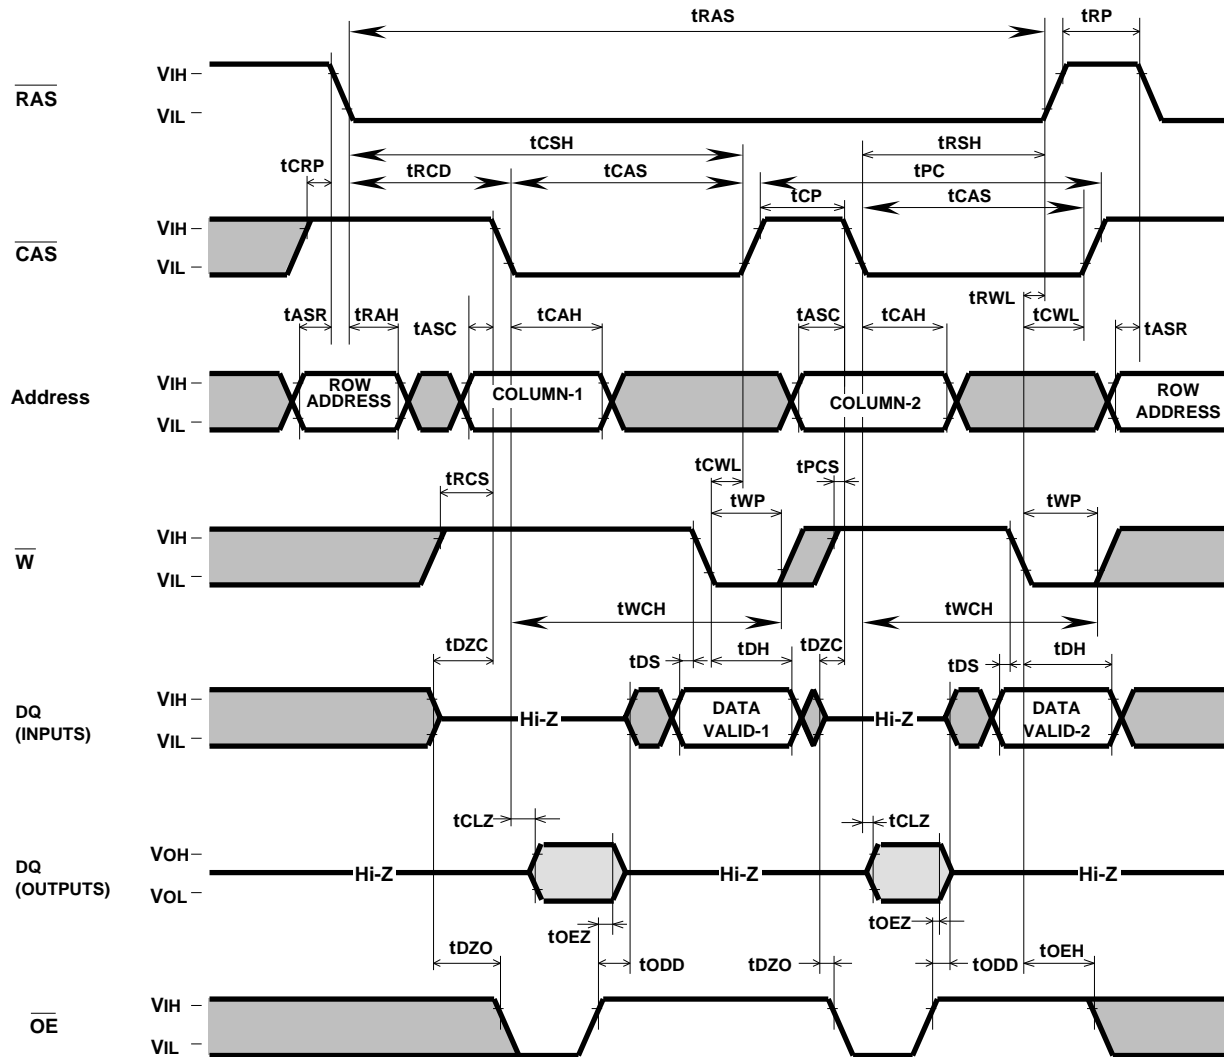 tRAS
tRP
RAS
VIH
VIL
tCSH
tRSH
tCRP
tRCD
tCAS
tPC
tCP
tCAS
CAS
VIH
VIL
tRWL
tASR
tRAH
tASC
tCAH
tASC
tCAH
tCWL
tASR
Address
VIH
VIL
ROW
ADDRESS
COLUMN-1
COLUMN-2
ROW
ADDRESS
tCWL
tPCS
tRCS
tWP
tWP
W
VIH
VIL
tWCH
tWCH
tDZC
tDS
tDH
tDZC
tDS
tDH
DQ
(INPUTS)
VIH
VIL
Hi-Z
DATA
VALID-1
Hi-Z
DATA
VALID-2
tCLZ
tCLZ
DQ
(OUTPUTS)
VOH
VOL
Hi-Z
Hi-Z
Hi-Z
tOEZ
tOEZ
tDZO
tODD
tDZO
tODD
tOEH
OE
VIH
VIL